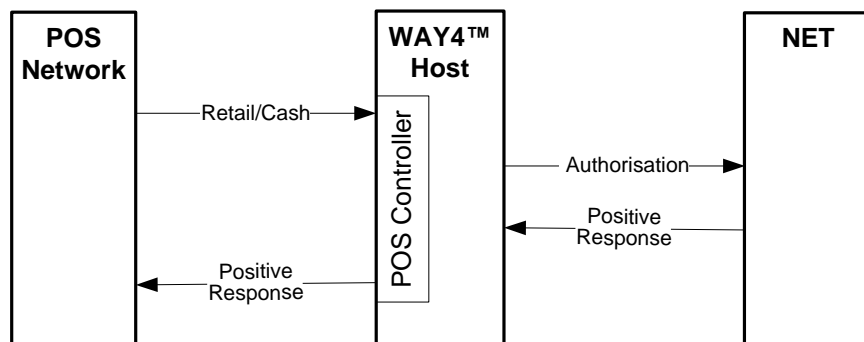 POS
Network
WAY4™
Host
NET
Retail/Cash
POS Controller
Authorisation
Positive
Response
Positive
Response